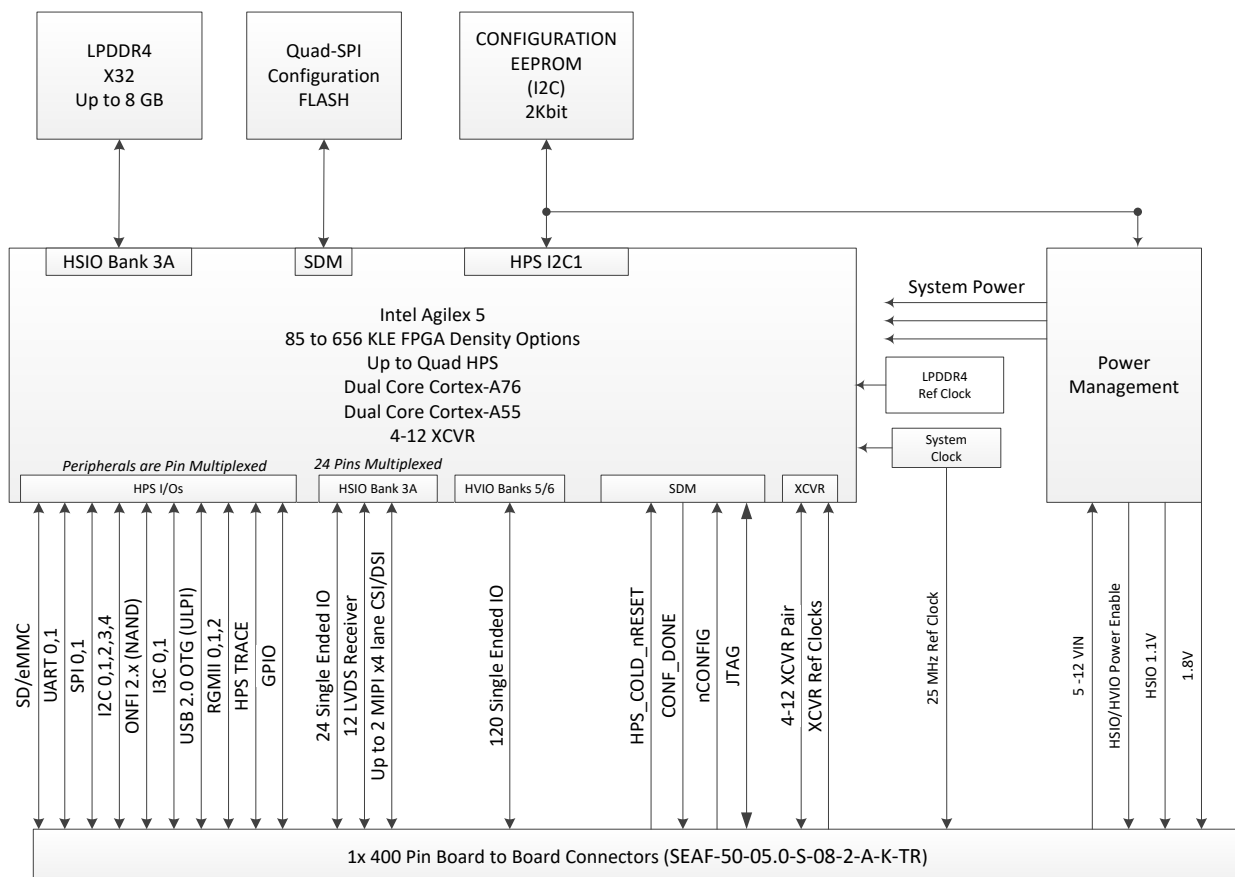 LPDDR4
X32
Up to 8 GB
Quad-SPI
Configuration
FLASH
CONFIGURATION
EEPROM
(I2C)
2Kbit
HSIO Bank 3A
SDM
HPS I2C1
Intel Agilex 5
85 to 656 KLE FPGA Density Options
Up to Quad HPS
Dual Core Cortex-A76
Dual Core Cortex-A55
4-12 XCVR
System Power
LPDDR4
Ref Clock
System
Clock
Power
Management
Peripherals are Pin Multiplexed
24 Pins Multiplexed
HPS I/Os
HSIO Bank 3A
HVIO Banks 5/6
SDM
XCVR
SD/eMMC
UART 0,1
SPI 0,1
I2C 0,1,2,3,4
ONFI 2.x (NAND)
I3C 0,1
USB 2.0 OTG (ULPI)
RGMII 0,1,2
HPS TRACE
GPIO
24 Single Ended IO
12 LVDS Receiver
Up to 2 MIPI x4 lane CSI/DSI
120 Single Ended IO
HPS_COLD_nRESET
CONF_DONE
nCONFIG
JTAG
4-12 XCVR Pair
XCVR Ref Clocks
25 MHz Ref Clock
5 -12 VIN
HSIO/HVIO Power Enable
HSIO 1.1V
1.8V
1x 400 Pin Board to Board Connectors (SEAF-50-05.0-S-08-2-A-K-TR)